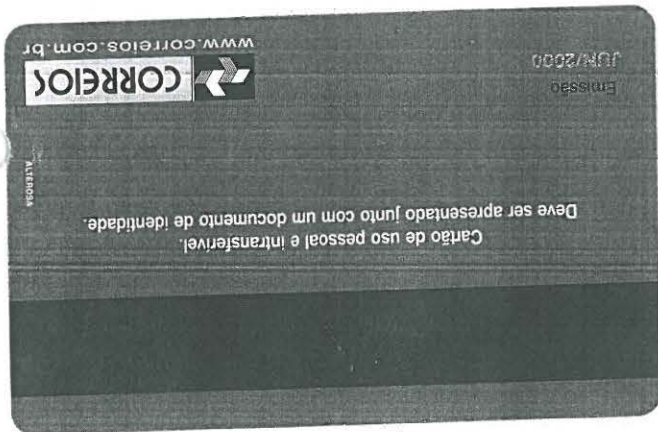 Cartão de uso pessoal e intransferível.
Deve ser apresentado junto com um documento de identidade.
ALTEROSA
Emissão
JUN/2000
CORREIOS
www.correios.com.br